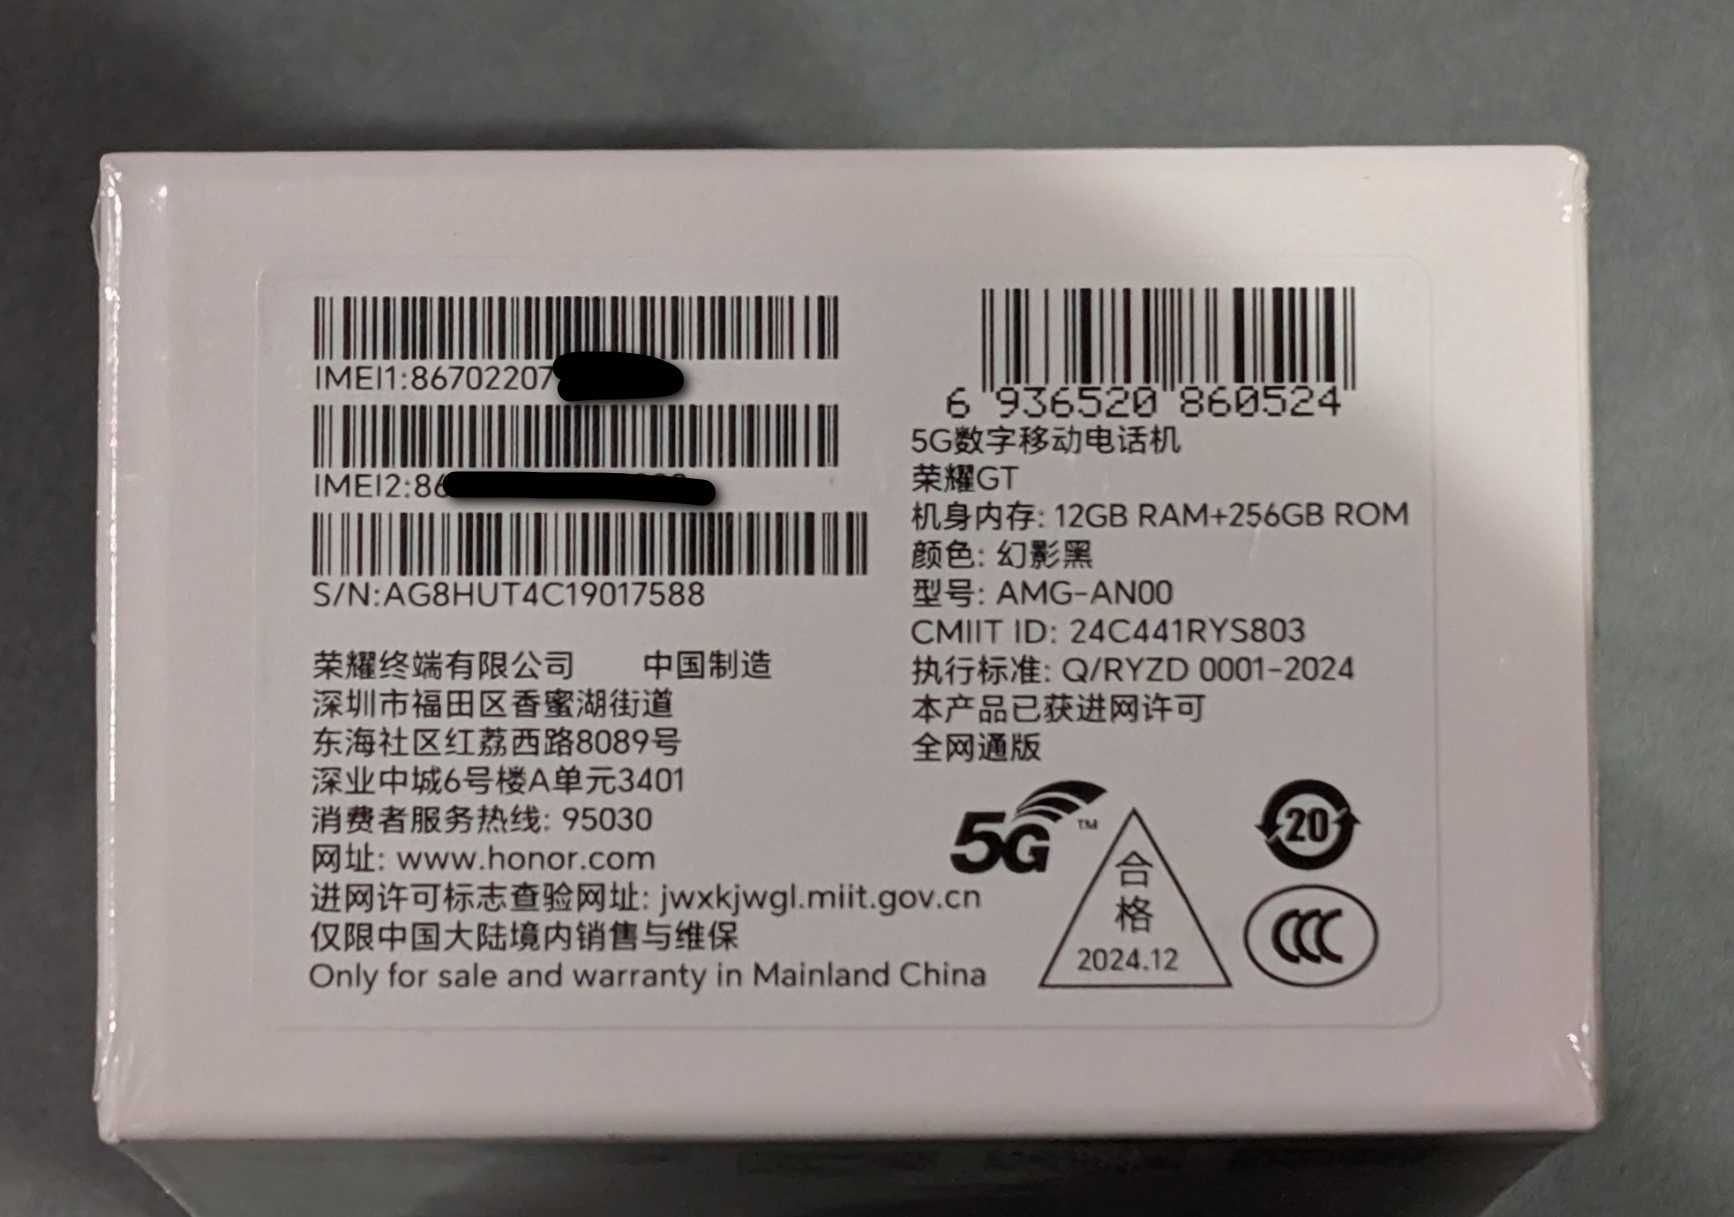 IMEI1:86702207
IMEI2:86
S/N:AG8HUT4C19017588
荣耀终端有限公司 中国制造
深圳市福田区香蜜湖街道
东海社区红荔西路8089号
深业中城6号楼A单元3401
消费者服务热线: 95030
网址: www.honor.com
进网许可标志查验网址: jwxkjwgl.miit.gov.cn
仅限中国大陆境内销售与维保
Only for sale and warranty in Mainland China
6 936520 860524
5G数字移动电话机
荣耀GT
机身内存: 12GB RAM+256GB ROM
颜色: 幻影黑
型号: AMG-AN00
CMIIT ID: 24C441RYS803
执行标准: Q/RYZD 0001-2024
本产品已获进网许可
全网通版
5G™
合
格
2024.12
20
CCC